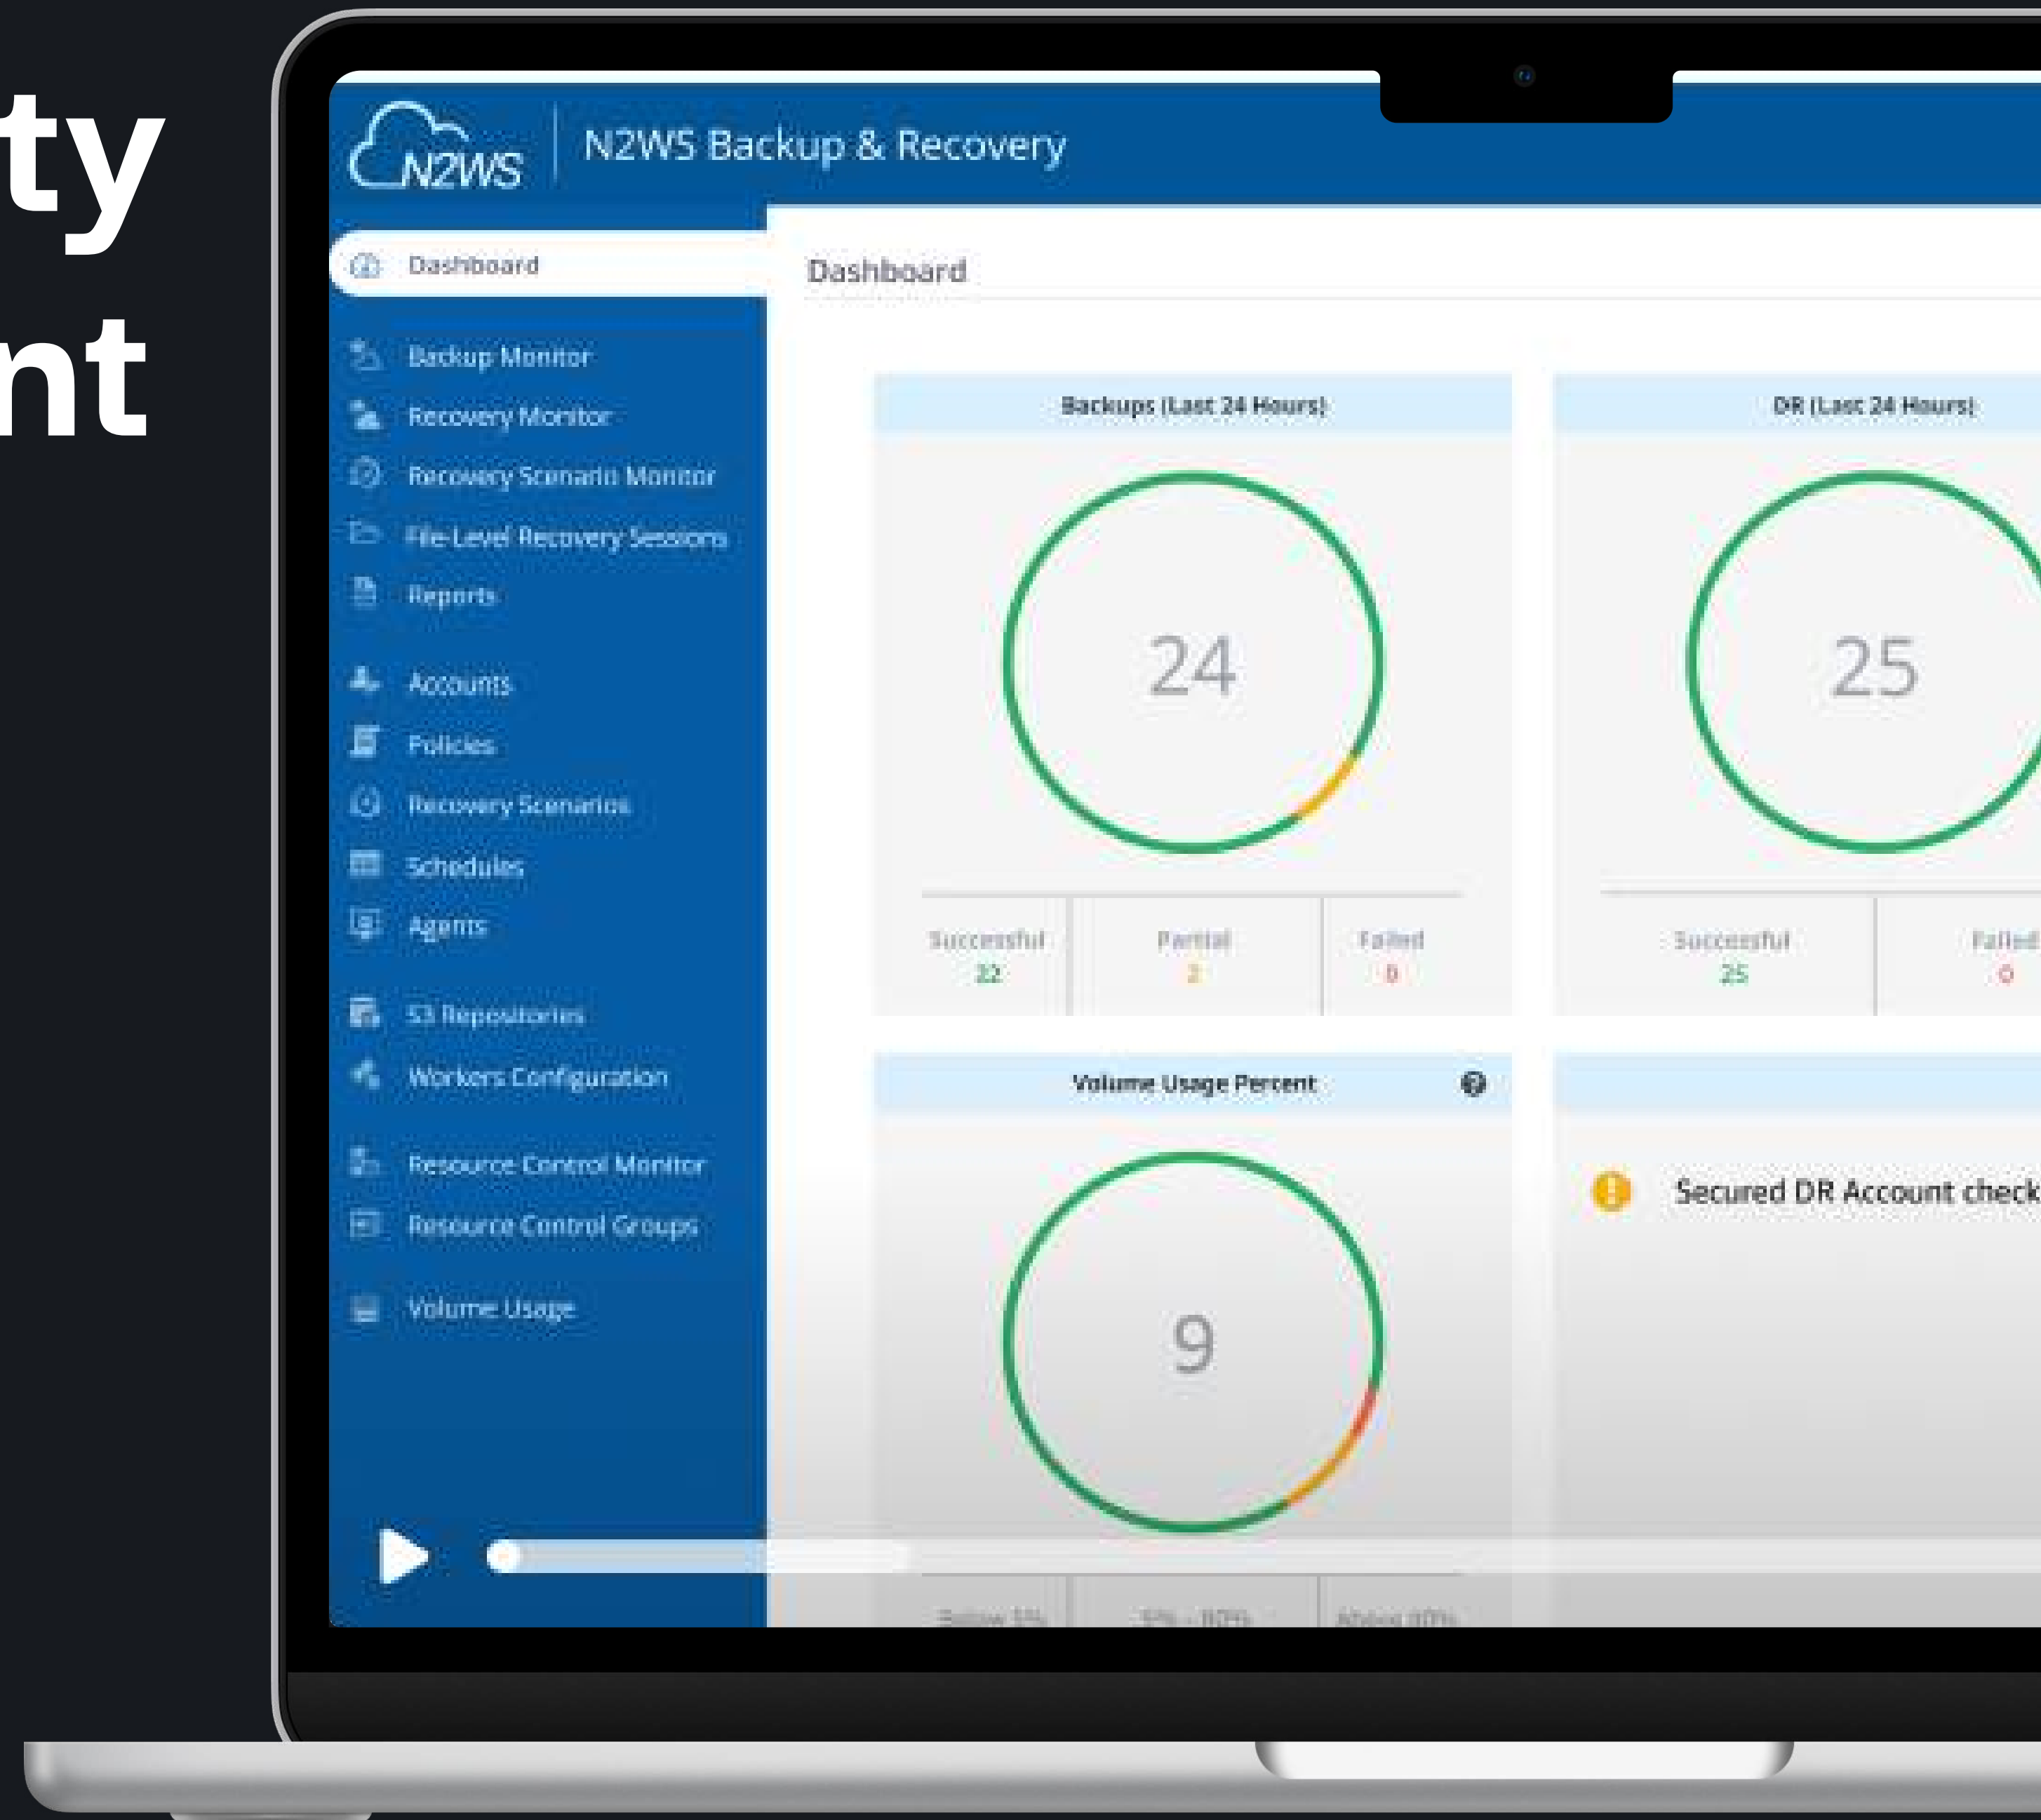 ty
nt
N2WS
N2WS Backup & Recovery
Dashboard
Backup Monitor
Recovery Monitor
Recovery Scenario Monitor
File-Level Recovery Sessions
Reports
Accounts
Policies
Recovery Scenarios
Schedules
Agents
S3 Repositories
Workers Configuration
Resource Control Monitor
Resource Control Groups
Volume Usage
Dashboard
Backups (Last 24 Hours)
24
Successful
22
Partial
2
Failed
0
DR (Last 24 Hours)
25
Successful
25
Failed
0
Volume Usage Percent
9
Secured DR Account check